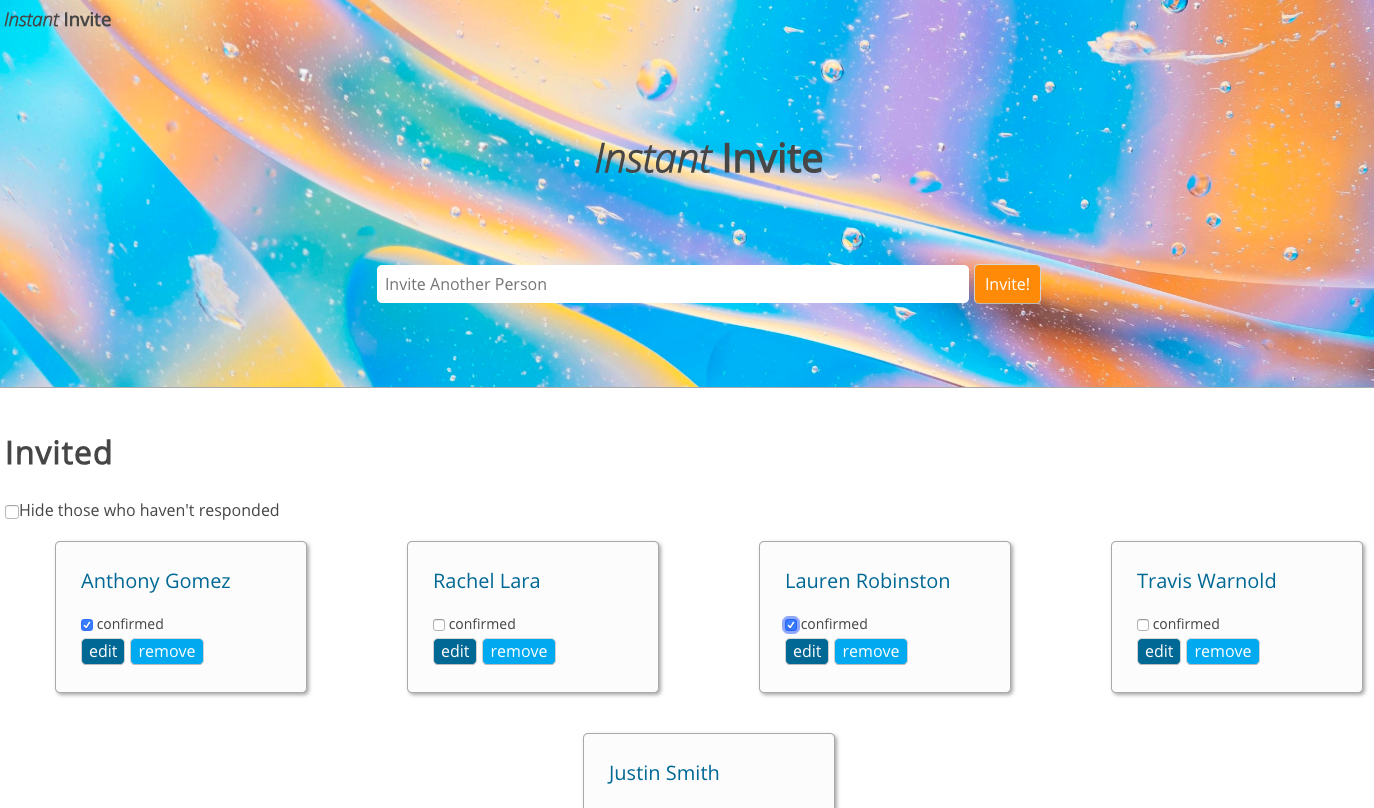 Instant Invite
Instant Invite
Invite Another Person
Invite!
Invited
Hide those who haven't responded
Anthony Gomez
confirmed
edit remove
Rachel Lara
confirmed
edit remove
Lauren Robinston
confirmed
edit remove
Travis Warnold
confirmed
edit remove
Justin Smith